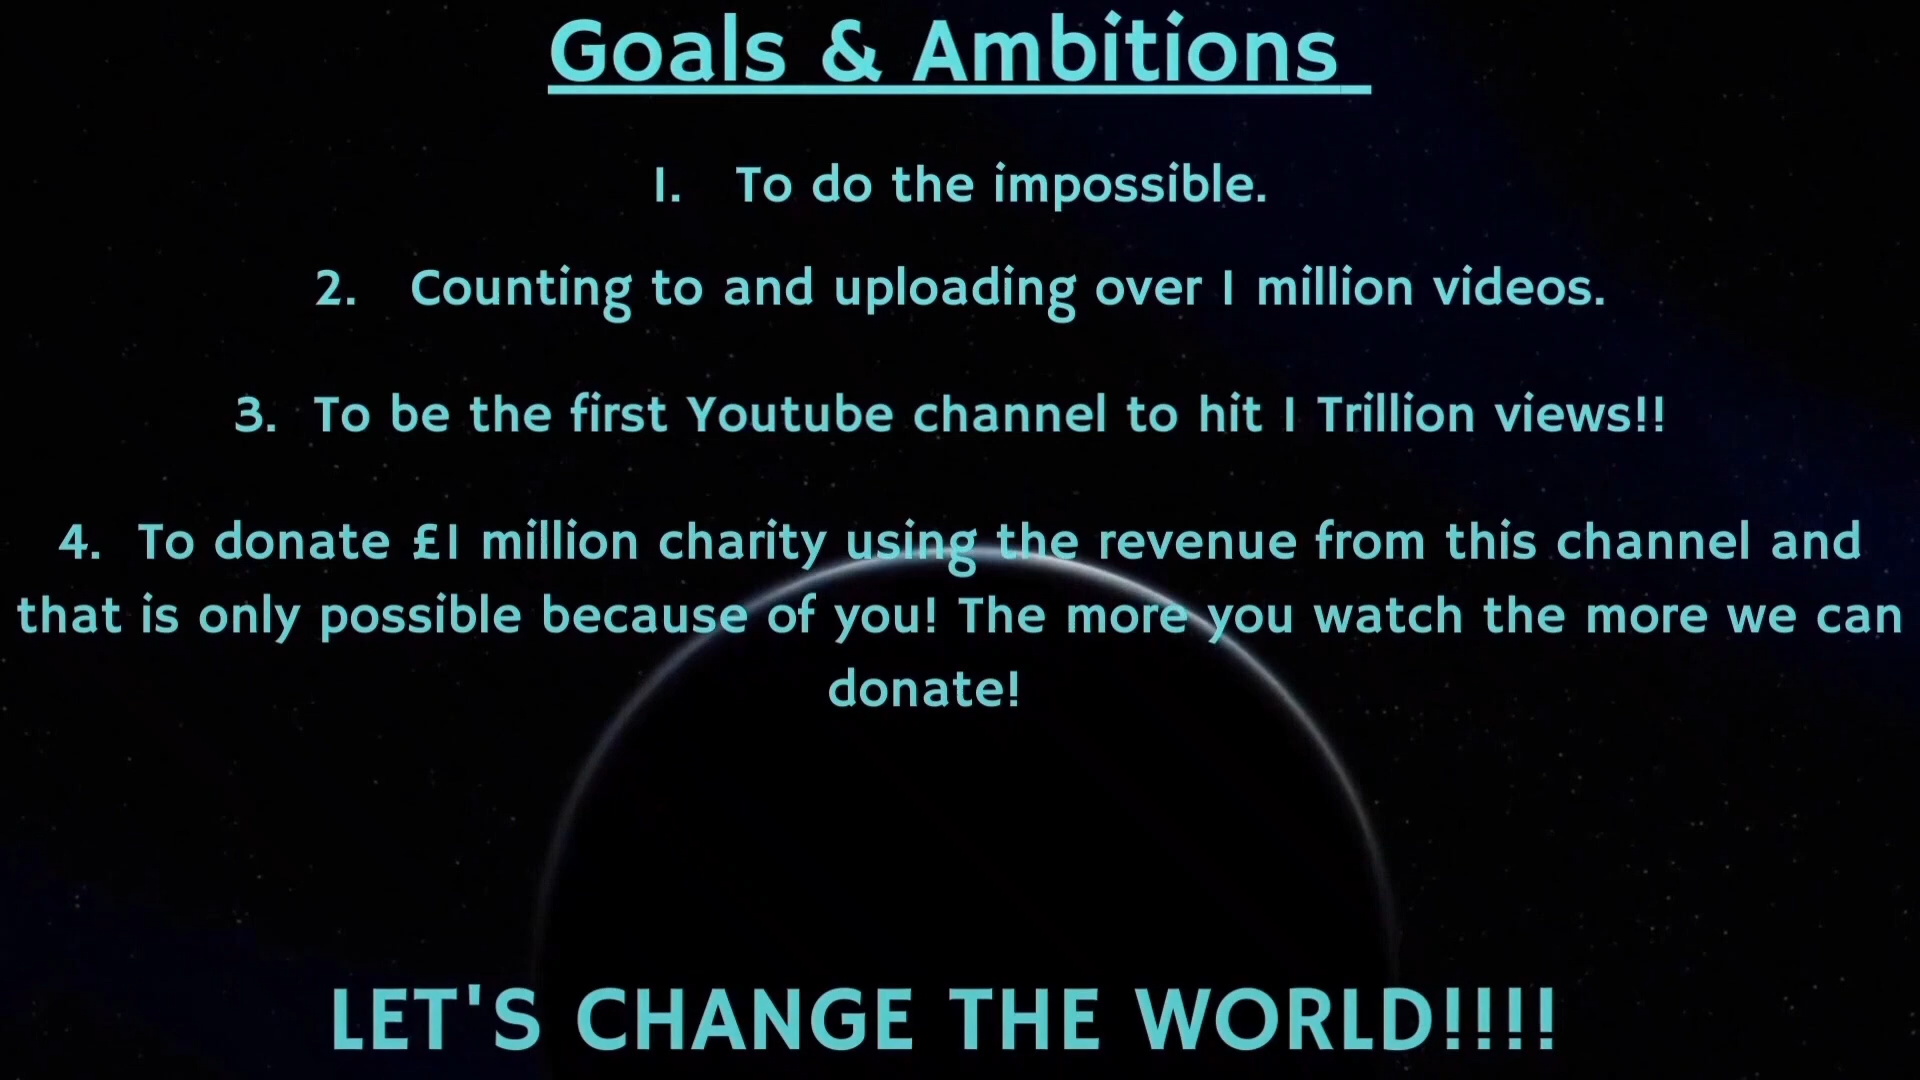 Goals & Ambitions
1. To do the impossible.
2. Counting to and uploading over 1 million videos.
3. To be the first Youtube channel to hit 1 Trillion views!!
4. To donate £1 million charity using the revenue from this channel and
that is only possible because of you! The more you watch the more we can
donate!
LET'S CHANGE THE WORLD!!!!